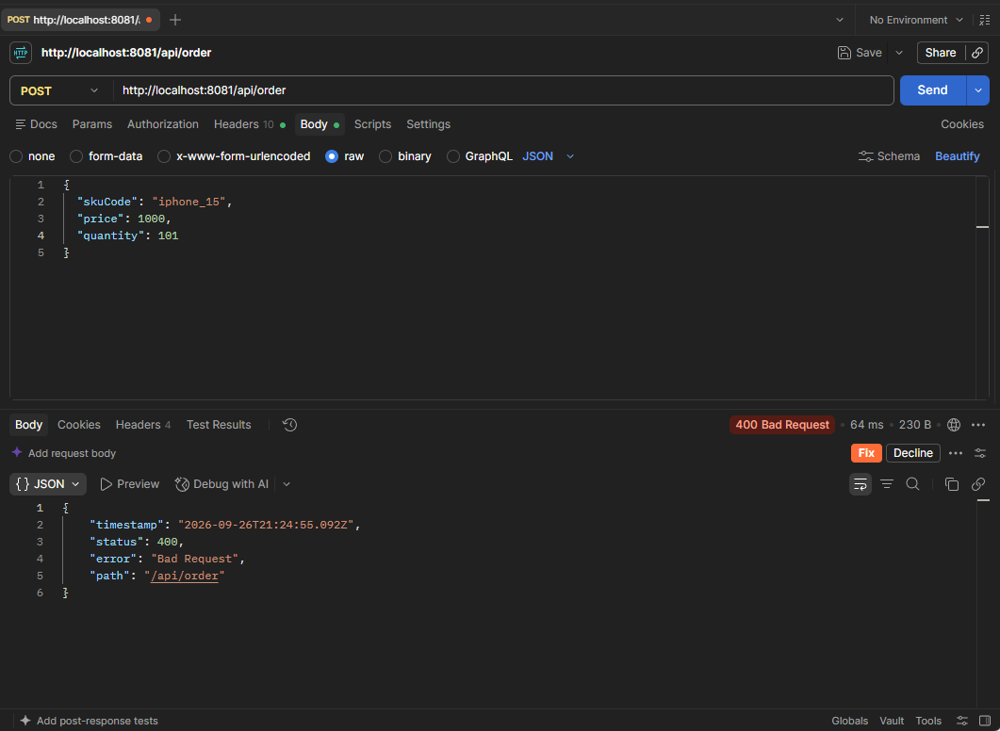 POST http://localhost:8081/.
No Environment
HTTP http://localhost:8081/api/order Save Share
POST http://localhost:8081/api/order Send
Docs Params Authorization Headers 10 Body Scripts Settings Cookies
none form-data x-www-form-urlencoded raw binary GraphQL JSON Schema Beautify
1 {
2 "skuCode": "iphone_15",
3 "price": 1000,
4 "quantity": 101
5 }
Body Cookies Headers 4 Test Results 400 Bad Request • 64 ms • 230 B •
Add request body Fix Decline
{} JSON Preview Debug with AI
1 {
2 "timestamp": "2026-09-26T21:24:55.092Z",
3 "status": 400,
4 "error": "Bad Request",
5 "path": "/api/order"
6 }
Add post-response tests Globals Vault Tools